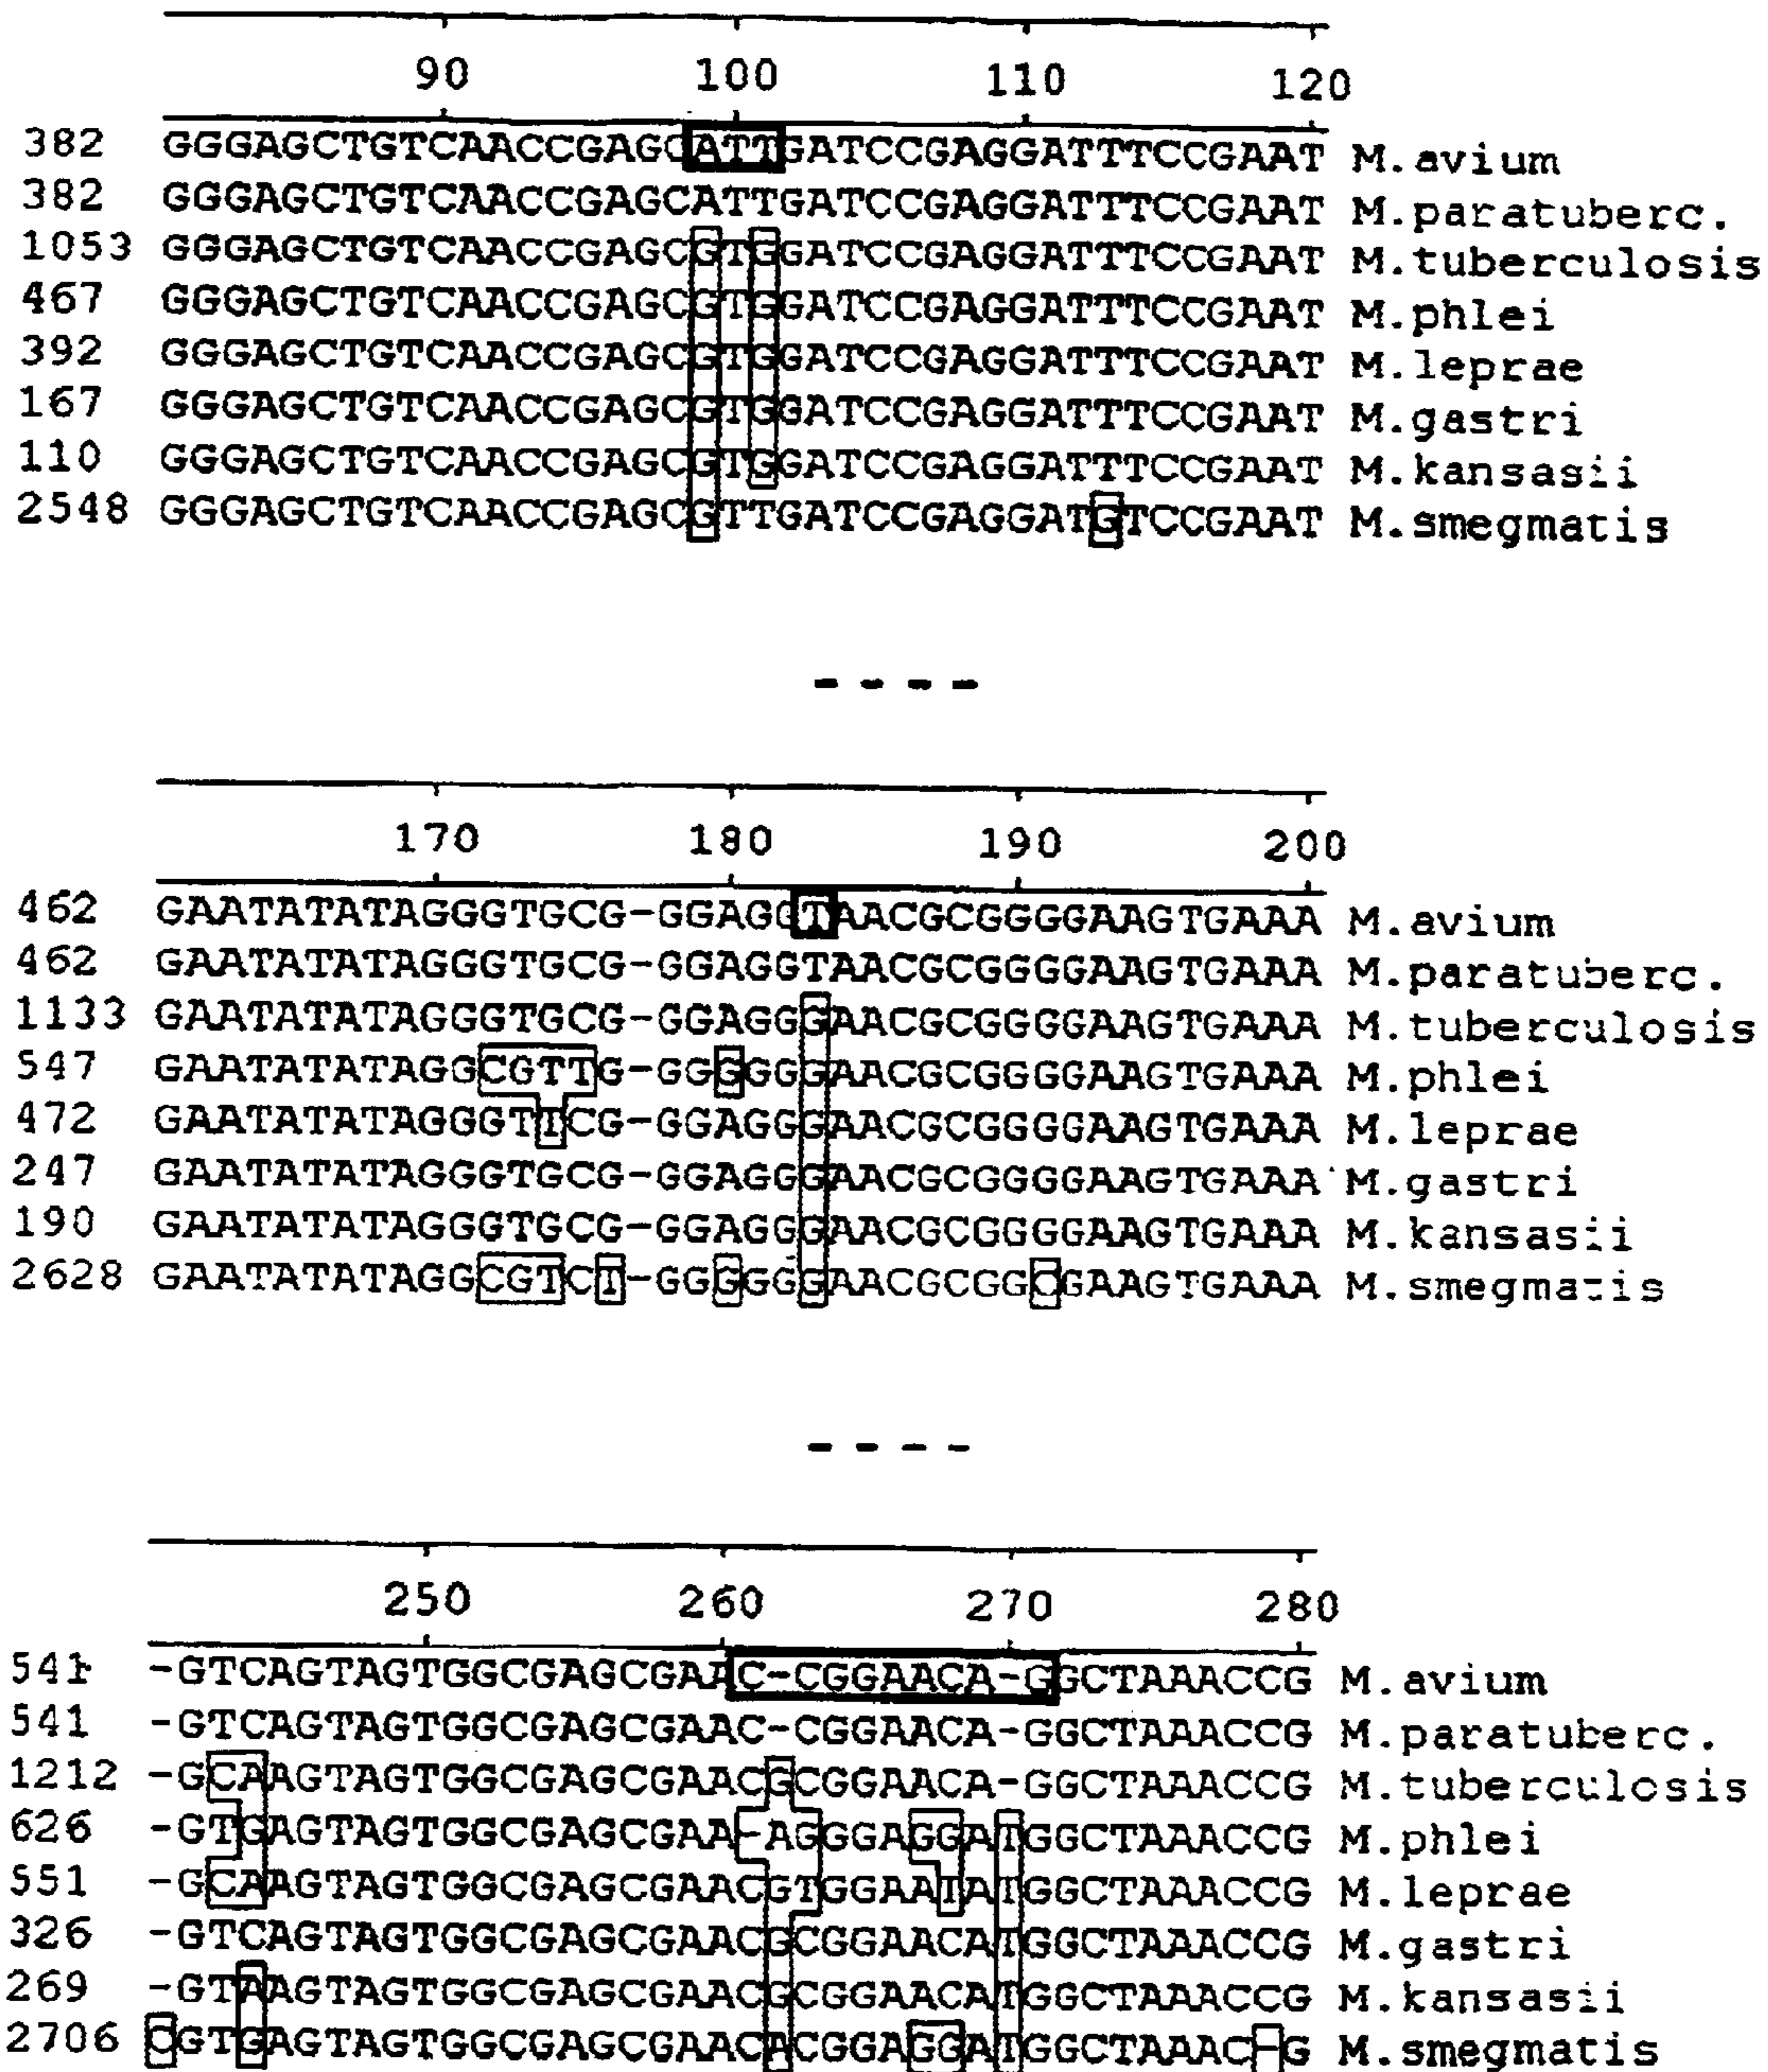 90 100 110 120
382 GGGAGCTGTCAACCGAGCATTGATCCGAGGATTTCCGAAT M.avium
382 GGGAGCTGTCAACCGAGCATTGATCCGAGGATTTCCGAAT M.paratuberc.
1053 GGGAGCTGTCAACCGAGCGTGGATCCGAGGATTTCCGAAT M.tuberculosis
467 GGGAGCTGTCAACCGAGCGTGGATCCGAGGATTTCCGAAT M.phlei
392 GGGAGCTGTCAACCGAGCGTGGATCCGAGGATTTCCGAAT M.leprae
167 GGGAGCTGTCAACCGAGCGTGGATCCGAGGATTTCCGAAT M.gastri
110 GGGAGCTGTCAACCGAGCGTGGATCCGAGGATTTCCGAAT M.kansasii
2548 GGGAGCTGTCAACCGAGCGTTGATCCGAGGATGTCCGAAT M.smegmatis
- - - -
170 180 190 200
462 GAATATATAGGGTGCG-GGAGGTAACGCGGGGAAGTGAAA M.avium
462 GAATATATAGGGTGCG-GGAGGTAACGCGGGGAAGTGAAA M.paratuberc.
1133 GAATATATAGGGTGCG-GGAGGGAACGCGGGGAAGTGAAA M.tuberculosis
547 GAATATATAGGCGTTG-GGGGGGAACGCGGGGAAGTGAAA M.phlei
472 GAATATATAGGGTTCG-GGAGGGAACGCGGGGAAGTGAAA M.leprae
247 GAATATATAGGGTGCG-GGAGGGAACGCGGGGAAGTGAAA M.gastri
190 GAATATATAGGGTGCG-GGAGGGAACGCGGGGAAGTGAAA M.kansasii
2628 GAATATATAGGCGTCT-GGGGGGAACGCGGCGAAGTGAAA M.smegmatis
- - - -
250 260 270 280
541 -GTCAGTAGTGGCGAGCGAAC-CGGAACA-GGCTAAACCG M.avium
541 -GTCAGTAGTGGCGAGCGAAC-CGGAACA-GGCTAAACCG M.paratuberc.
1212 -GCAAGTAGTGGCGAGCGAACGCGGAACA-GGCTAAACCG M.tuberculosis
626 -GTGAGTAGTGGCGAGCGAA-AGGGAGGATGGCTAAACCG M.phlei
551 -GCAAGTAGTGGCGAGCGAACGTGGAATATGGCTAAACCG M.leprae
326 -GTCAGTAGTGGCGAGCGAACGCGGAACATGGCTAAACCG M.gastri
269 -GTAAGTAGTGGCGAGCGAACGCGGAACATGGCTAAACCG M.kansasii
2706 CGTGAGTAGTGGCGAGCGAACACGGAGGATGGCTAAAC-G M.smegmatis